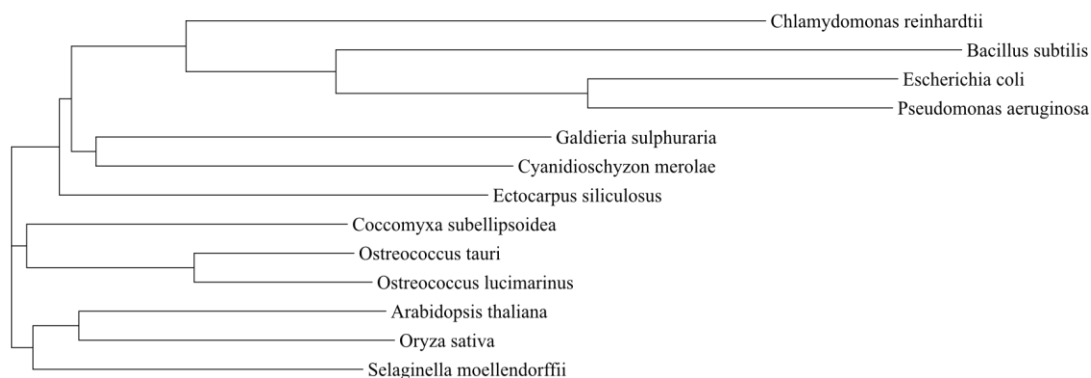 Chlamydomonas reinhardtii
Bacillus subtilis
Escherichia coli
Pseudomonas aeruginosa
Galdieria sulphuraria
Cyanidioschyzon merolae
Ectocarpus siliculosus
Coccomyxa subellipsoidea
Ostreococcus tauri
Ostreococcus lucimarinus
Arabidopsis thaliana
Oryza sativa
Selaginella moellendorffii